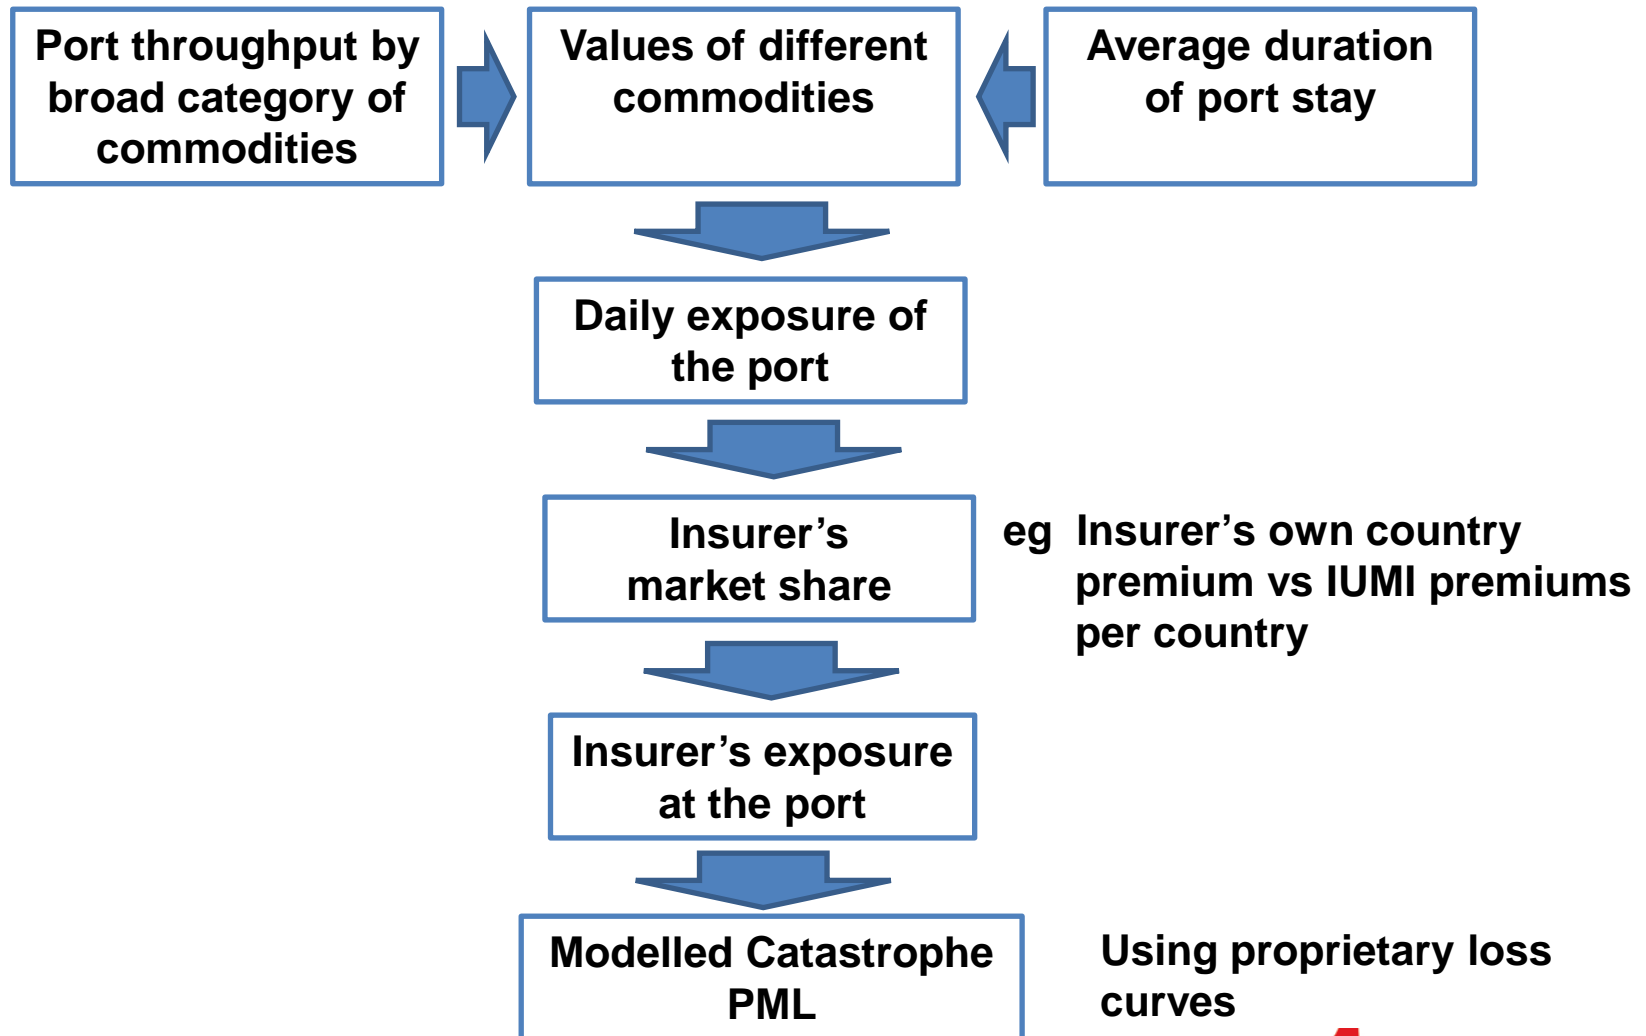 Port throughput by
broad category of
commodities
Values of different
commodities
Average duration
of port stay
Daily exposure of
the port
Insurer’s
market share
eg Insurer’s own country
premium vs IUMI premiums
per country
Insurer’s exposure
at the port
Modelled Catastrophe
PML
Using proprietary loss
curves